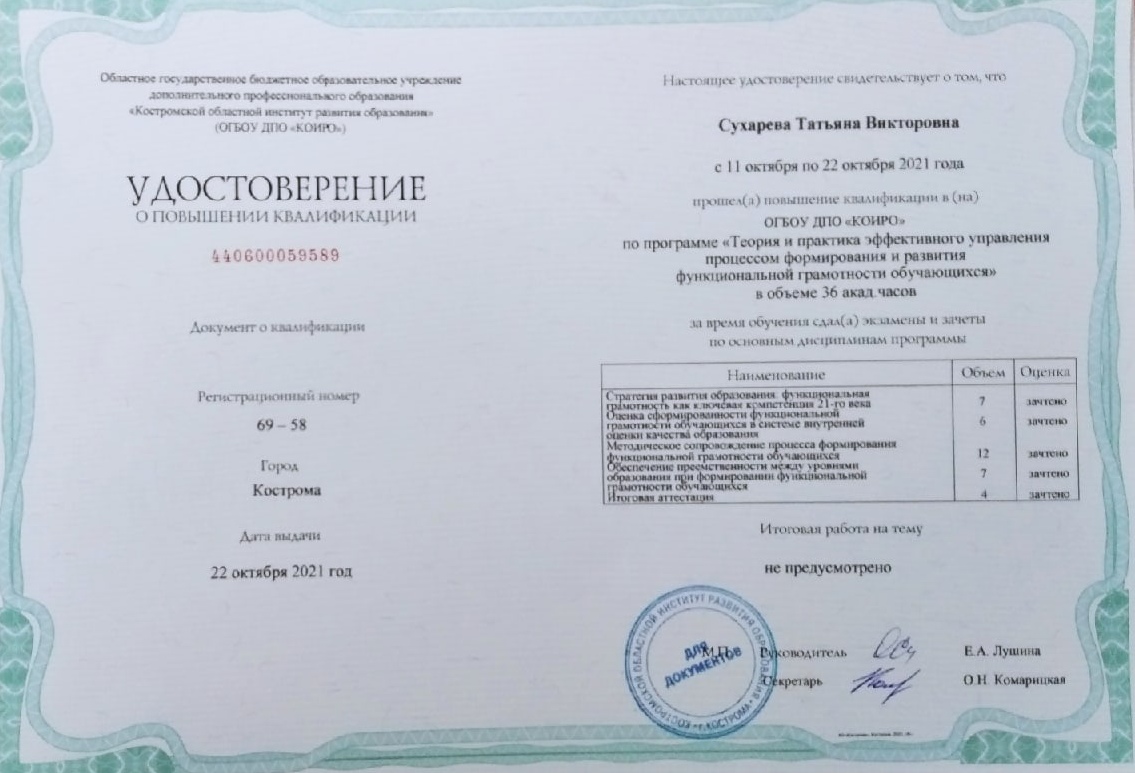 Областное государственное бюджетное образовательное учреждение
дополнительного профессионального образования
«Костромской областной институт развития образования»
(ОГБОУ ДПО «КОИРО»)
УДОСТОВЕРЕНИЕ
О ПОВЫШЕНИИ КВАЛИФИКАЦИИ
440600059589
Документ о квалификации
Регистрационный номер
69 – 58
Город
Кострома
Дата выдачи
22 октября 2021 год
Настоящее удостоверение свидетельствует о том, что
Сухарева Татьяна Викторовна
с 11 октября по 22 октября 2021 года
прошел(а) повышение квалификации в (на)
ОГБОУ ДПО «КОИРО»
по программе «Теория и практика эффективного управления
процессом формирования и развития
функциональной грамотности обучающихся»
в объеме 36 акад.часов
за время обучения сдал(а) экзамены и зачеты
по основным дисциплинам программы
Наименование Объем Оценка
Стратегия развития образования: функциональная
грамотность как ключевая компетенция 21-го века 7 зачтено
Оценка сформированности функциональной
грамотности обучающихся в системе внутренней 6 зачтено
оценки качества образования
Методическое сопровождение процесса формирования
функциональной грамотности обучающихся 12 зачтено
Обеспечение преемственности между уровнями
образования при формировании функциональной 7 зачтено
грамотности обучающихся
Итоговая аттестация 4 зачтено
Итоговая работа на тему
не предусмотрено
М.П. Руководитель Е.А. Лушина
Секретарь О.Н. Комарицкая
КОСТРОМСКОЙ ОБЛАСТНОЙ ИНСТИТУТ РАЗВИТИЯ ОБРАЗОВАНИЯ
г. КОСТРОМА
ДЛЯ
ДОКУМЕНТОВ